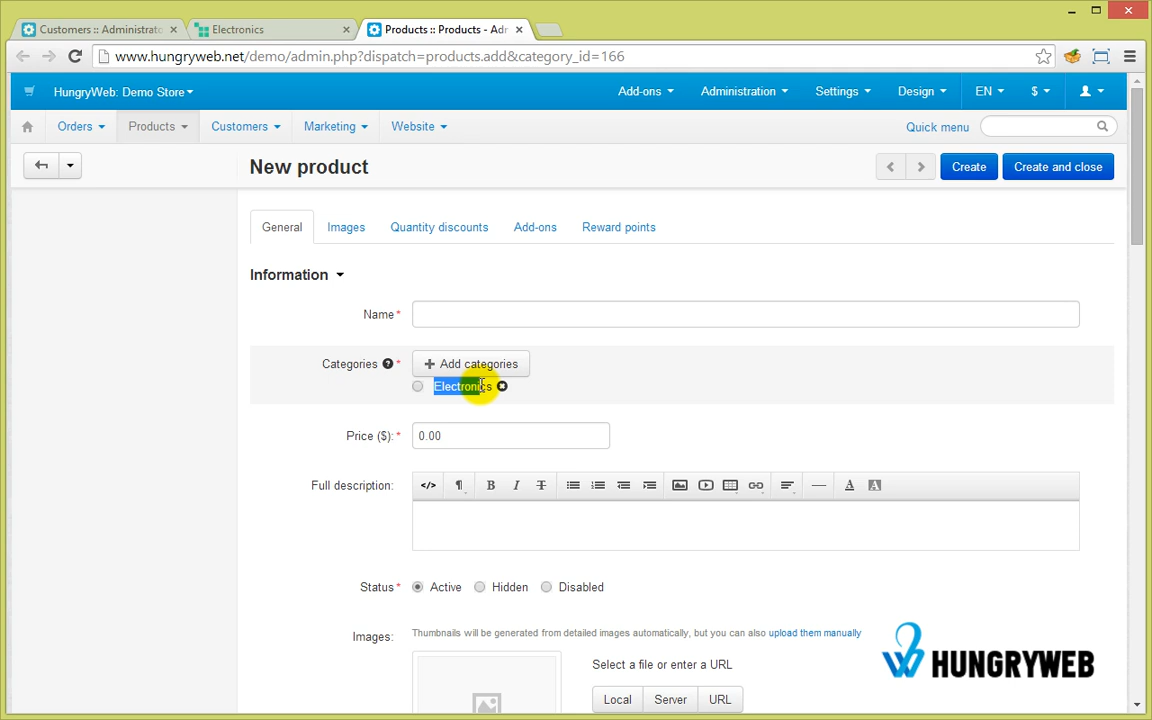 Customers :: Administrato
Electronics
Products :: Products - Adr
www.hungryweb.net/demo/admin.php?dispatch=products.add&category_id=166
HungryWeb: Demo Store
Add-ons
Administration
Settings
Design
EN
$
Orders
Products
Customers
Marketing
Website
Quick menu
New product
Create
Create and close
General
Images
Quantity discounts
Add-ons
Reward points
Information
Name*
Categories ? *
+ Add categories
Electronics
Price ($): *
0.00
Full description:
</> ¶ B I T A A
Status*
Active
Hidden
Disabled
Images:
Thumbnails will be generated from detailed images automatically, but you can also upload them manually
Select a file or enter a URL
Local
Server
URL
HUNGRYWEB